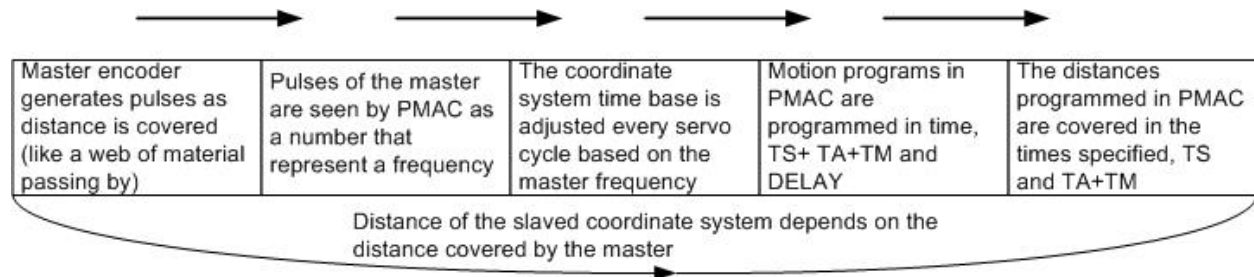 Master encoder
generates pulses as
distance is covered
(like a web of material
passing by)
Pulses of the master
are seen by PMAC as
a number that
represent a frequency
The coordinate
system time base is
adjusted every servo
cycle based on the
master frequency
Motion programs in
PMAC are
programmed in time,
TS+ TA+TM and
DELAY
The distances
programmed in PMAC
are covered in the
times specified, TS
and TA+TM
Distance of the slaved coordinate system depends on the
distance covered by the master